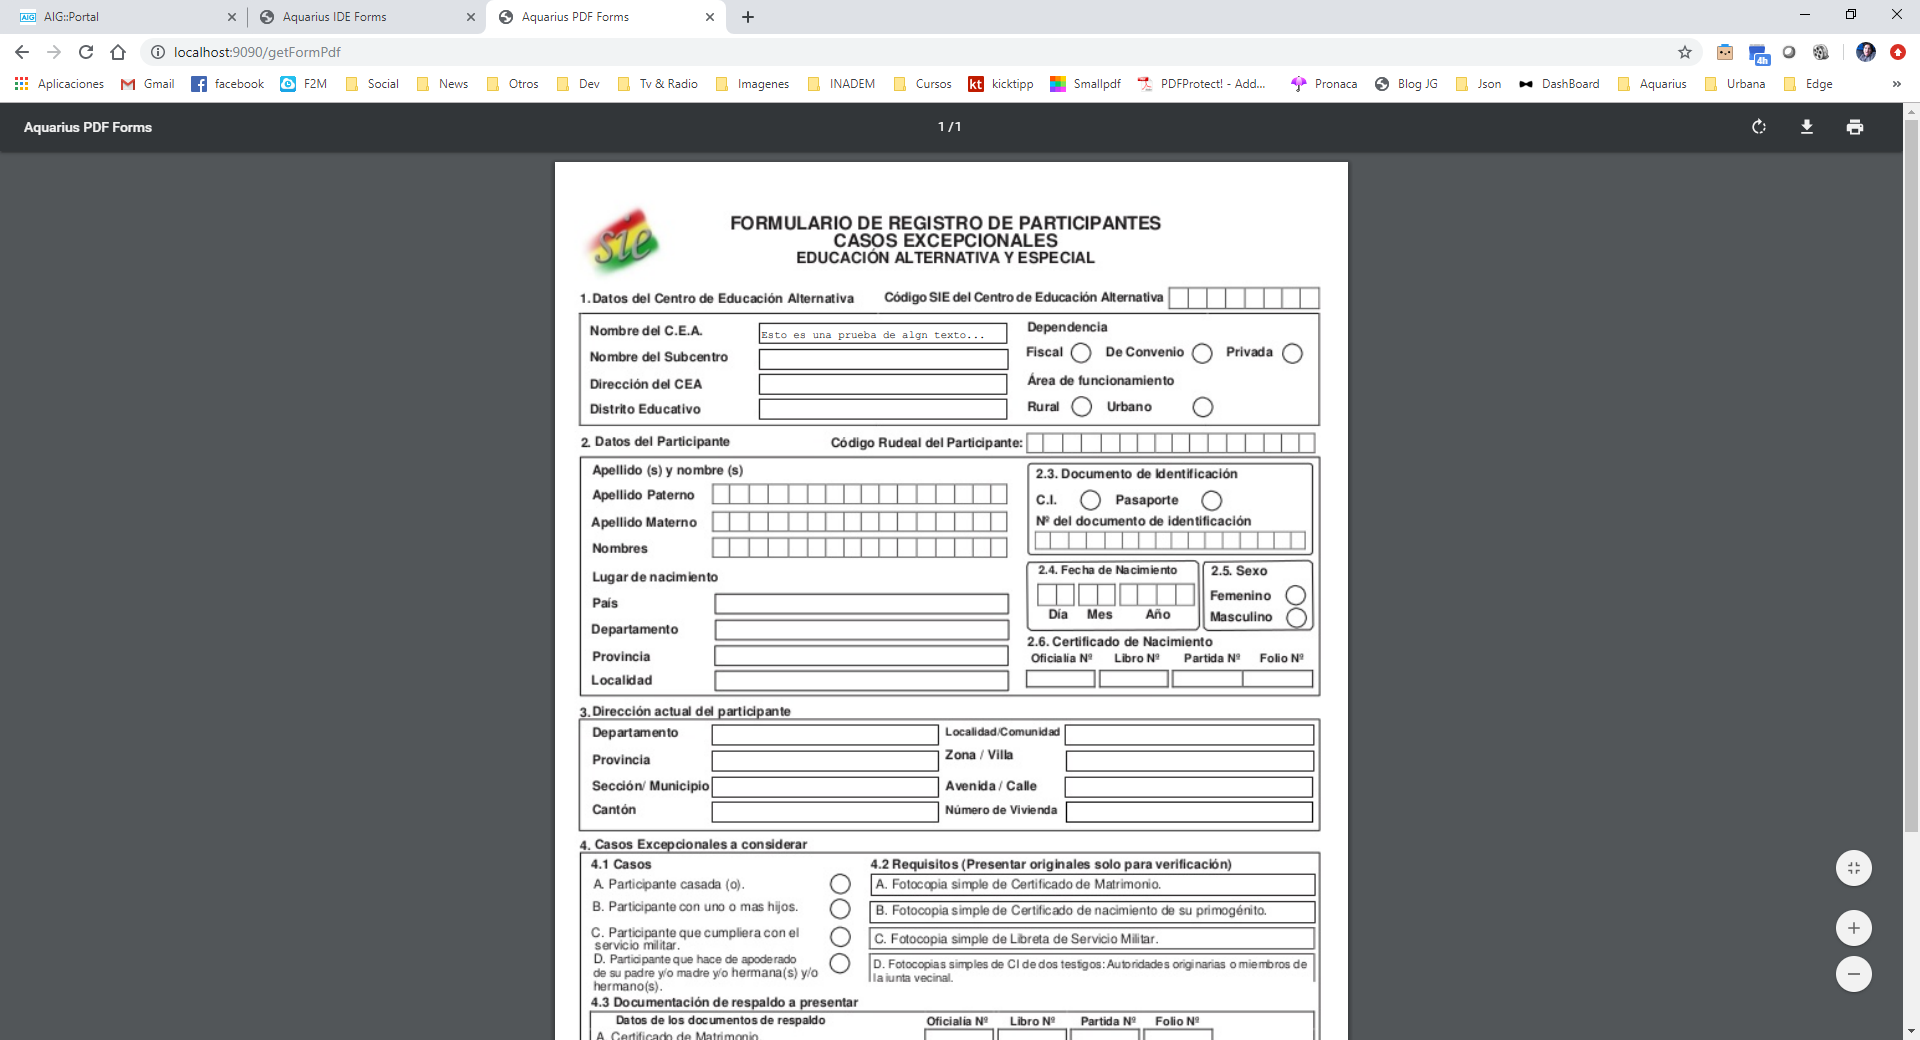 AIG::Portal
Aquarius IDE Forms
Aquarius PDF Forms
localhost:9090/getFormPdf
4h
Aplicaciones
Gmail
facebook
F2M
Social
News
Otros
Dev
Tv & Radio
Imagenes
INADEM
Cursos
kt kicktipp
Smallpdf
PDFProtect! - Add...
Pronaca
Blog JG
Json
DashBoard
Aquarius
Urbana
Edge
»
Aquarius PDF Forms
1 / 1
sie
FORMULARIO DE REGISTRO DE PARTICIPANTES
CASOS EXCEPCIONALES
EDUCACIÓN ALTERNATIVA Y ESPECIAL
1. Datos del Centro de Educación Alternativa
Código SIE del Centro de Educación Alternativa
Nombre del C.E.A.
Esto es una prueba de algn texto...
Nombre del Subcentro
Dirección del CEA
Distrito Educativo
Dependencia
Fiscal De Convenio Privada
Área de funcionamiento
Rural Urbano
2. Datos del Participante
Código Rudeal del Participante:
Apellido (s) y nombre (s)
Apellido Paterno
Apellido Materno
Nombres
Lugar de nacimiento
País
Departamento
Provincia
Localidad
2.3. Documento de Identificación
C.I. Pasaporte
Nº del documento de identificación
2.4. Fecha de Nacimiento
Día Mes Año
2.5. Sexo
Femenino
Masculino
2.6. Certificado de Nacimiento
Oficialía Nº Libro Nº Partida Nº Folio Nº
3. Dirección actual del participante
Departamento
Provincia
Sección/ Municipio
Cantón
Localidad/Comunidad
Zona / Villa
Avenida / Calle
Número de Vivienda
4. Casos Excepcionales a considerar
4.1 Casos
A. Participante casada (o).
B. Participante con uno o mas hijos.
C. Participante que cumpliera con el
servicio militar.
D. Participante que hace de apoderado
de su padre y/o madre y/o hermana(s) y/o
hermano(s).
4.2 Requisitos (Presentar originales solo para verificación)
A. Fotocopia simple de Certificado de Matrimonio.
B. Fotocopia simple de Certificado de nacimiento de su primogénito.
C. Fotocopia simple de Libreta de Servicio Militar.
D. Fotocopias simples de CI de dos testigos: Autoridades originarias o miembros de
la junta vecinal.
4.3 Documentación de respaldo a presentar
Datos de los documentos de respaldo
Oficialía Nº Libro Nº Partida Nº Folio Nº
A. Certificado de Matrimonio.